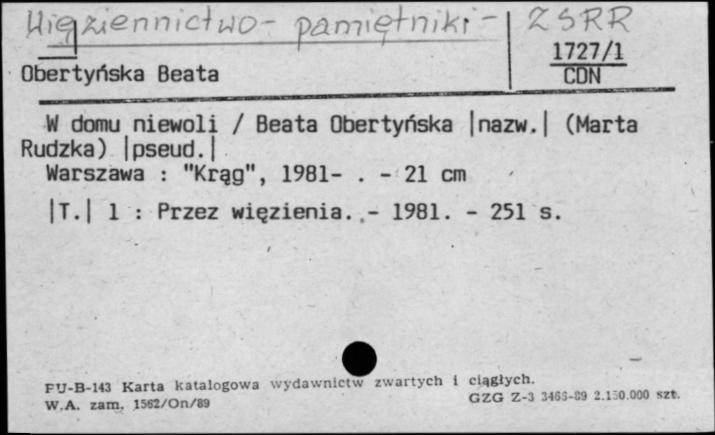 Więziennictwo - pamiętniki - ZSRR
1727/1
CDN
Obertyńska Beata
W domu niewoli / Beata Obertyńska |nazw.| (Marta
Rudzka) |pseud.|
Warszawa : "Krąg", 1981- . - 21 cm
|T.| 1 : Przez więzienia. - 1981. - 251 s.
PU-B-143 Karta katalogowa wydawnictw zwartych i ciągłych.
W.A. zam. 1562/On/89
GZG Z-3 3466-89 2.150.000 szt.